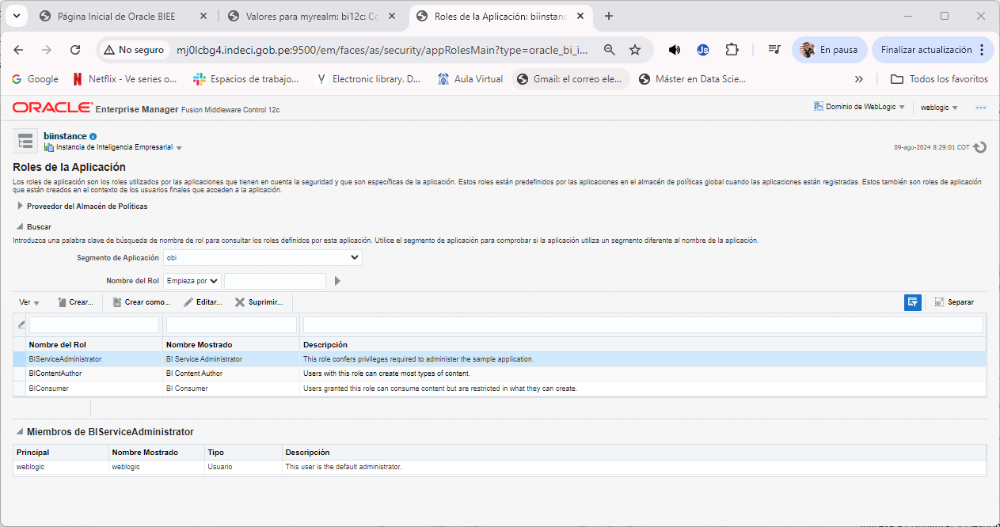 Página Inicial de Oracle BIEE
Valores para myrealm: bi12c: Co
Roles de la Aplicación: biinstanc
No seguro
mj0lcbg4.indeci.gob.pe:9500/em/faces/as/security/appRolesMain?type=oracle_bi_i...
Js
En pausa
Finalizar actualización
Google
Netflix - Ve series o...
Espacios de trabajo...
Electronic library. D...
Aula Virtual
Gmail: el correo ele...
Máster en Data Scie...
Todos los favoritos
ORACLE Enterprise Manager Fusion Middleware Control 12c
Dominio de WebLogic
weblogic
biinstance
Instancia de Inteligencia Empresarial
09-ago-2024 8:29:01 COT
Roles de la Aplicación
Los roles de aplicación son los roles utilizados por las aplicaciones que tienen en cuenta la seguridad y que son específicas de la aplicación. Estos roles están predefinidos por las aplicaciones en el almacén de políticas global cuando las aplicaciones están registradas. Estos también son roles de aplicación
que están creados en el contexto de los usuarios finales que acceden a la aplicación.
Proveedor del Almacén de Políticas
Buscar
Introduzca una palabra clave de búsqueda de nombre de rol para consultar los roles definidos por esta aplicación. Utilice el segmento de aplicación para comprobar si la aplicación utiliza un segmento diferente al nombre de la aplicación.
Segmento de Aplicación obi
Nombre del Rol Empieza por
Ver Crear... Crear como... Editar... Suprimir... Separar
Nombre del Rol Nombre Mostrado Descripción
BIServiceAdministrator BI Service Administrator This role confers privileges required to administer the sample application.
BIContentAuthor BI Content Author Users with this role can create most types of content.
BIConsumer BI Consumer Users granted this role can consume content but are restricted in what they can create.
Miembros de BIServiceAdministrator
Principal Nombre Mostrado Tipo Descripción
weblogic weblogic Usuario This user is the default administrator.